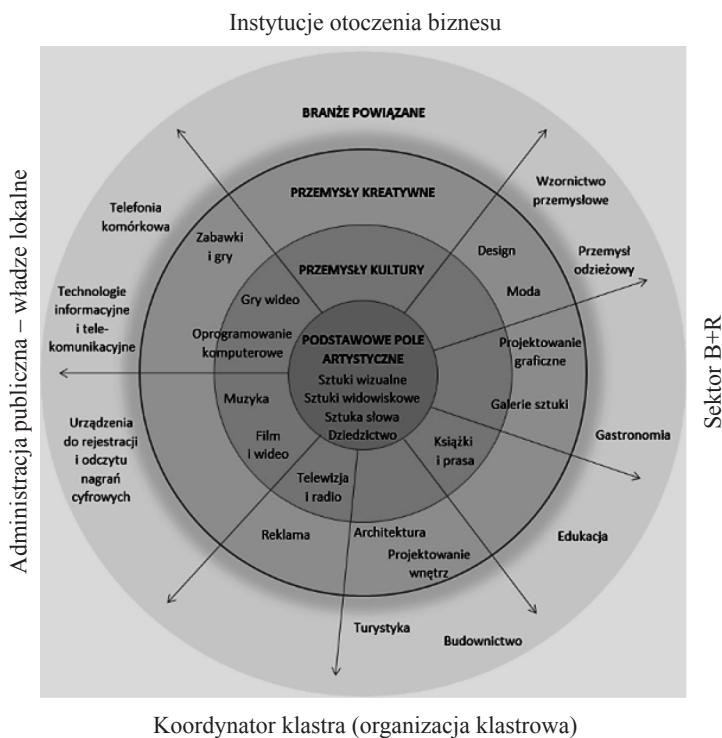 Instytucje otoczenia biznesu
BRANŻE POWIĄZANE
PRZEMYSŁY KREATYWNE
PRZEMYSŁY KULTURY
PODSTAWOWE POLE
ARTYSTYCZNE
Sztuki wizualne
Sztuki widowiskowe
Sztuka słowa
Dziedzictwo
Administracja publiczna – władze lokalne
Telefonia
komórkowa
Zabawki
i gry
Gry wideo
Technologie
informacyjne
i tele-
komunikacyjne
Oprogramowanie
komputerowe
Urządzenia
do rejestracji
i odczytu
nagrań
cyfrowych
Muzyka
Film
i wideo
Telewizja
i radio
Reklama
Architektura
Projektowanie
wnętrz
Turystyka
Budownictwo
Książki
i prasa
Edukacja
Gastronomia
Galerie sztuki
Projektowanie
graficzne
Moda
Design
Przemysł
odzieżowy
Wzornictwo
przemysłowe
Sektor B+R
Koordynator klastra (organizacja klastrowa)